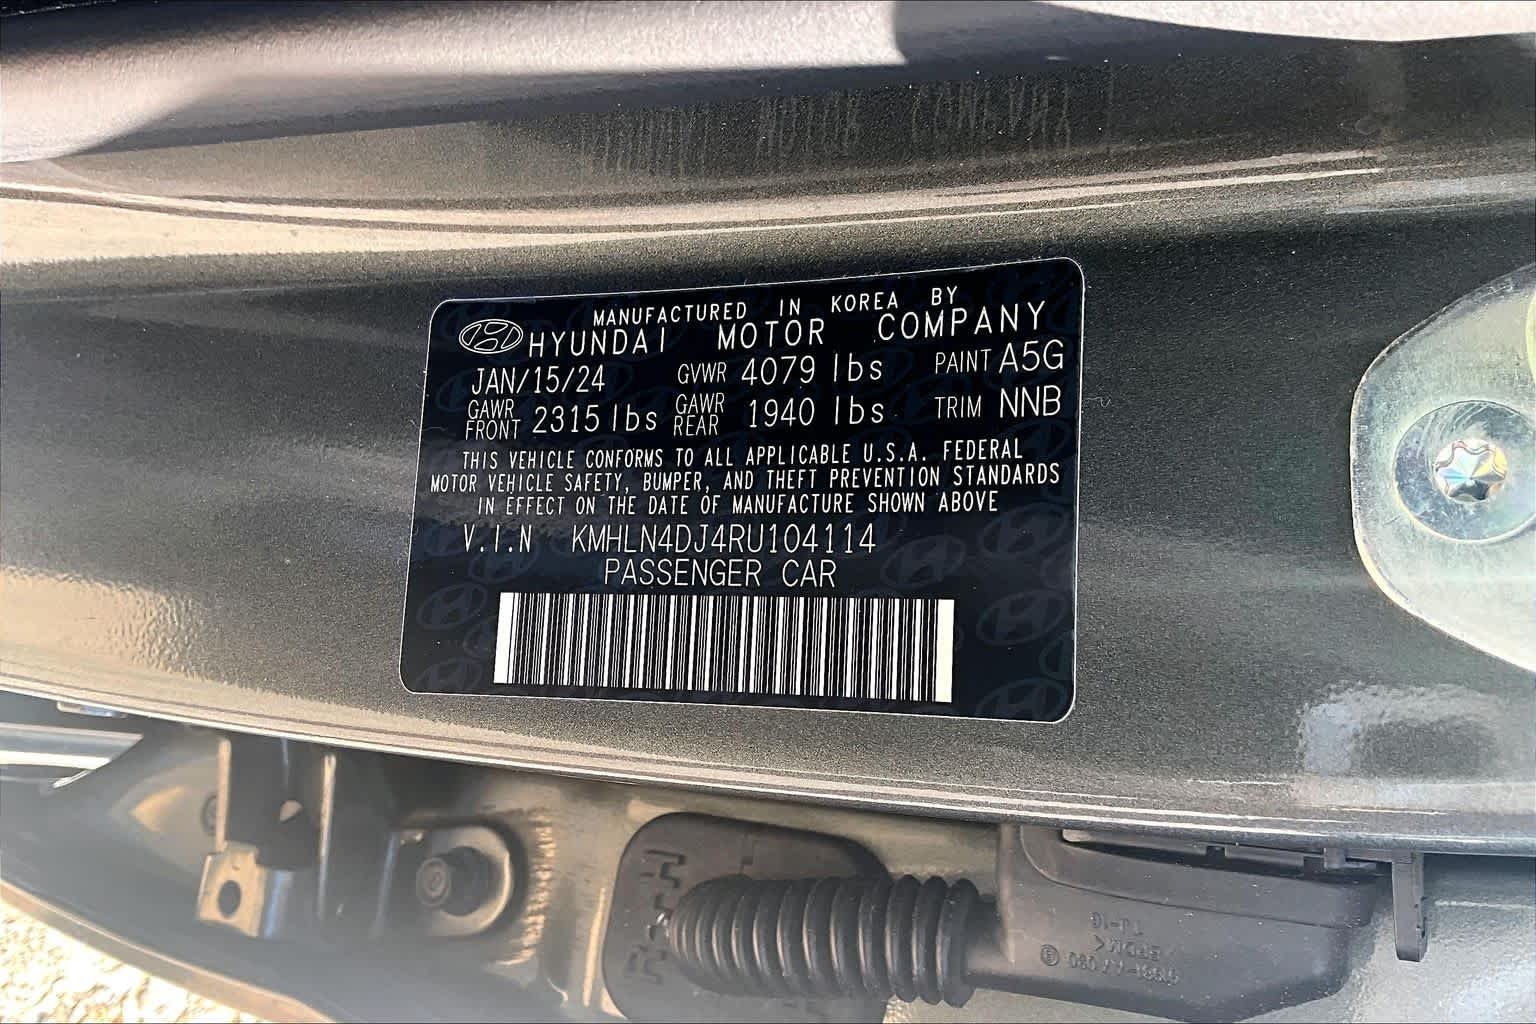 MANUFACTURED IN KOREA BY
HYUNDAI MOTOR COMPANY
JAN/15/24 GVWR 4079 lbs PAINT A5G
GAWR FRONT 2315 lbs GAWR REAR 1940 lbs TRIM NNB
THIS VEHICLE CONFORMS TO ALL APPLICABLE U.S.A. FEDERAL
MOTOR VEHICLE SAFETY, BUMPER, AND THEFT PREVENTION STANDARDS
IN EFFECT ON THE DATE OF MANUFACTURE SHOWN ABOVE
V.I.N KMHLN4DJ4RU104114
PASSENGER CAR